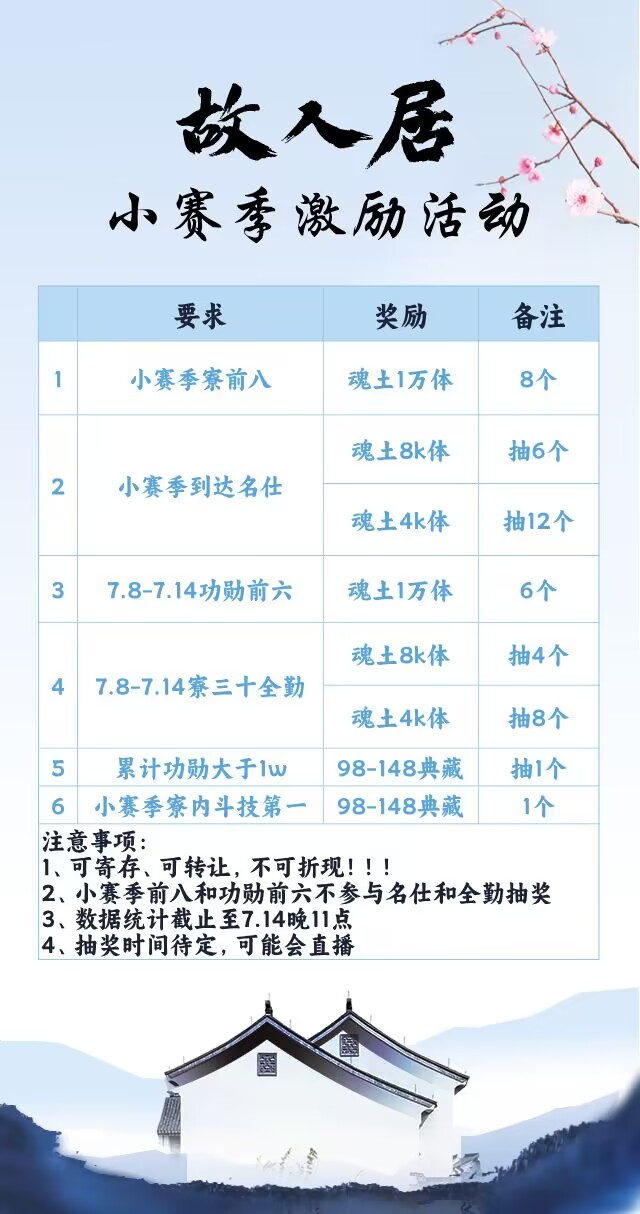 故人居
小赛季激励活动
要求 奖励 备注
1 小赛季寮前八 魂土1万体 8个
2 小赛季到达名仕 魂土8k体 抽6个
魂土4k体 抽12个
3 7.8-7.14功勋前六 魂土1万体 6个
4 7.8-7.14寮三十全勤 魂土8k体 抽4个
魂土4k体 抽8个
5 累计功勋大于1w 98-148典藏 抽1个
6 小赛季寮内斗技第一 98-148典藏 1个
注意事项：
1、可寄存、可转让，不可折现！！！
2、小赛季前八和功勋前六不参与名仕和全勤抽奖
3、数据统计截止至7.14晚11点
4、抽奖时间待定，可能会直播